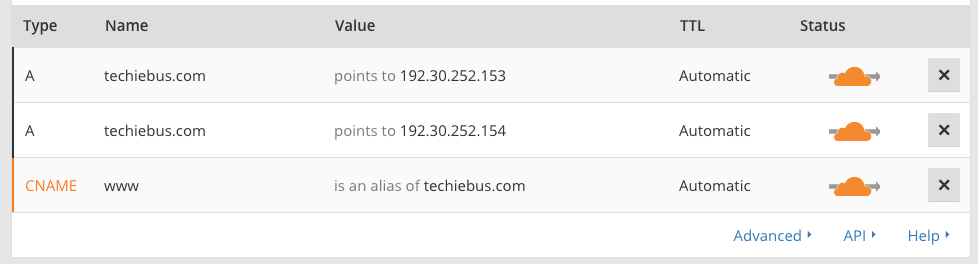 Type Name Value TTL Status
A techiebus.com points to 192.30.252.153 Automatic
A techiebus.com points to 192.30.252.154 Automatic
CNAME www is an alias of techiebus.com Automatic
Advanced API Help